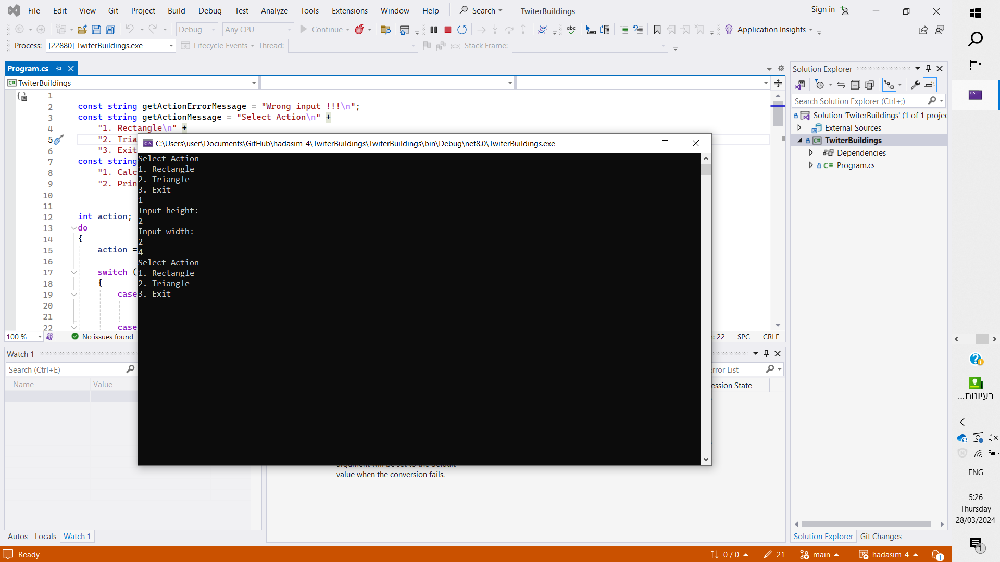 File Edit View Git Project Build Debug Test Analyze Tools Extensions Window Help Search TwiterBuildings Sign in
Debug Any CPU Continue Application Insights
Process: [22880] TwiterBuildings.exe Lifecycle Events Thread: Stack Frame:
Program.cs
TwiterBuildings
1
2 const string getActionErrorMessage = "Wrong input !!!\n";
3 const string getActionMessage = "Select Action\n" +
4 "1. Rectangle\n" +
5 "2. Tria
6 "3. Exit
7 const string
8 "1. Calc
9 "2. Prin
10
11
12 int action;
13 do
14 {
15 action =
16
17 switch (
18 {
19 case
20
21
22 case
100 % No issues found : 22 SPC CRLF
C:\Users\user\Documents\GitHub\hadasim-4\TwiterBuildings\TwiterBuildings\bin\Debug\net8.0\TwiterBuildings.exe
Select Action
1. Rectangle
2. Triangle
3. Exit
1
Input height:
2
Input width:
2
4
Select Action
1. Rectangle
2. Triangle
3. Exit
Watch 1
Search (Ctrl+E)
Name Value
rror List
ession State
value when the conversion fails.
Autos Locals Watch 1
Solution Explorer
Search Solution Explorer (Ctrl+;)
Solution 'TwiterBuildings' (1 of 1 projec
External Sources
TwiterBuildings
Dependencies
C# Program.cs
Solution Explorer Git Changes
Ready 0 / 0 21 main hadasim-4 1
רעיונות...
ENG
5:26
Thursday
28/03/2024
1